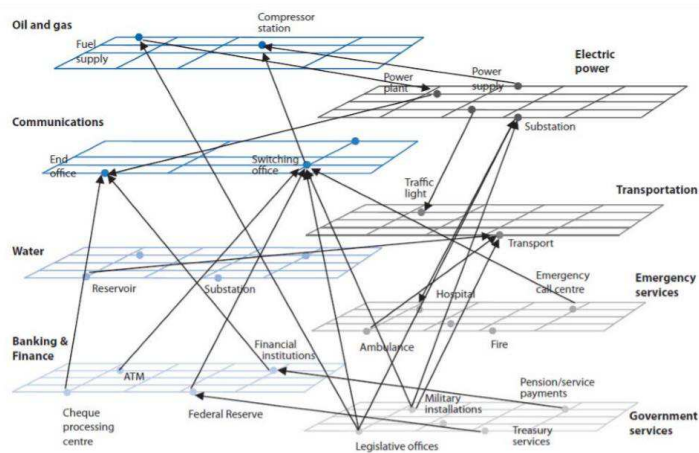 Oil and gas
Fuel
supply
Compressor
station
Electric
power
Power
plant
Power
supply
Substation
Communications
End
office
Switching
office
Traffic
light
Transportation
Transport
Water
Reservoir
Substation
Hospital
Emergency
call centre
Emergency
services
Ambulance
Fire
Banking &
Finance
ATM
Financial
institutions
Cheque
processing
centre
Federal Reserve
Military
installations
Pension/service
payments
Government
services
Treasury
services
Legislative offices